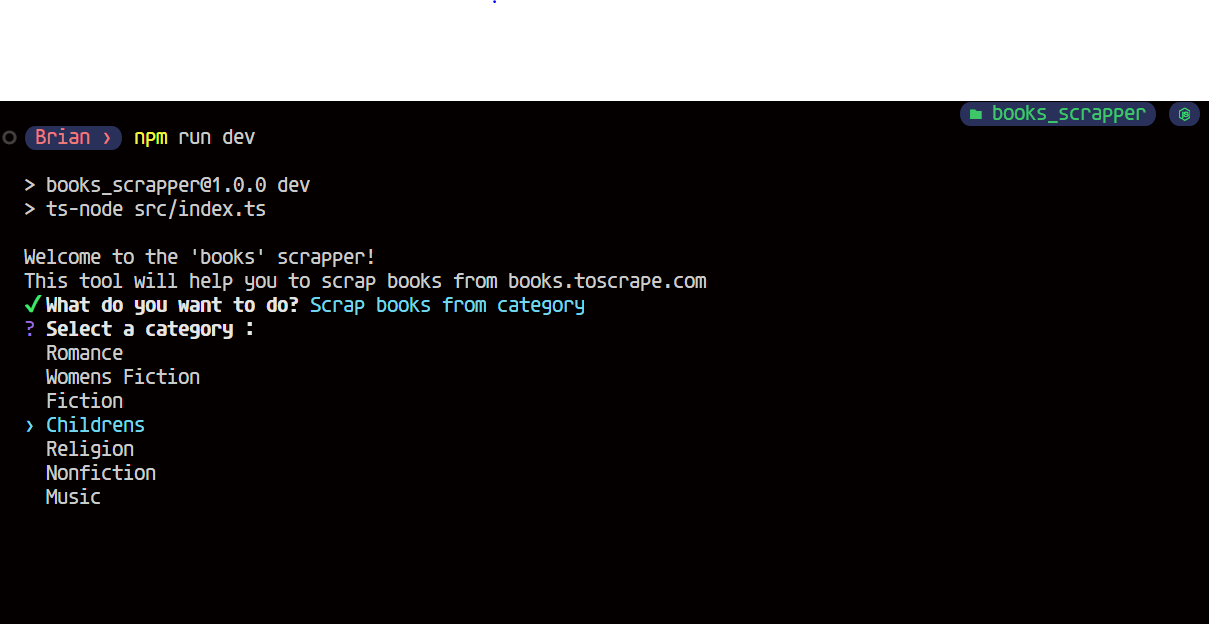 books_scrapper
Brian › npm run dev
> books_scrapper@1.0.0 dev
> ts-node src/index.ts
Welcome to the 'books' scrapper!
This tool will help you to scrap books from books.toscrape.com
✔ What do you want to do? Scrap books from category
? Select a category :
Romance
Womens Fiction
Fiction
› Childrens
Religion
Nonfiction
Music